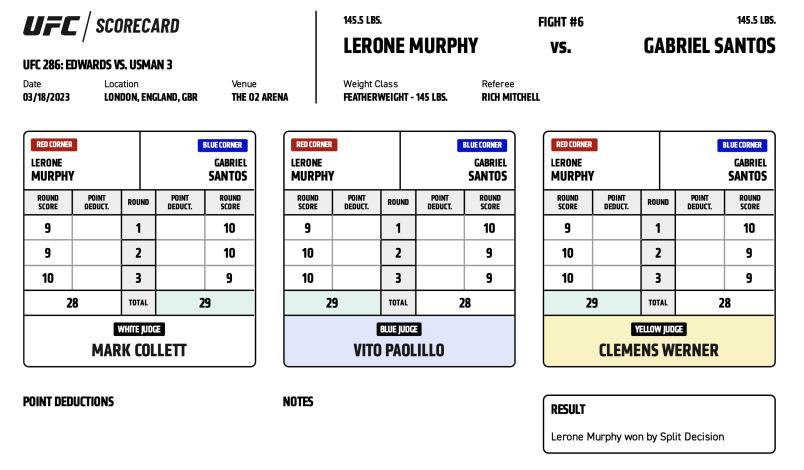 UFC SCORECARD
UFC 286: EDWARDS VS. USMAN 3
Date Location Venue
03/18/2023 LONDON, ENGLAND, GBR THE O2 ARENA
145.5 LBS. FIGHT #6 145.5 LBS.
LERONE MURPHY vs. GABRIEL SANTOS
Weight Class Referee
FEATHERWEIGHT - 145 LBS. RICH MITCHELL
RED CORNER BLUE CORNER
LERONE GABRIEL
MURPHY SANTOS
ROUND SCORE POINT DEDUCT. ROUND POINT DEDUCT. ROUND SCORE
9 1 10
9 2 10
10 3 9
28 TOTAL 29
WHITE JUDGE
MARK COLLETT
RED CORNER BLUE CORNER
LERONE GABRIEL
MURPHY SANTOS
ROUND SCORE POINT DEDUCT. ROUND POINT DEDUCT. ROUND SCORE
9 1 10
10 2 9
10 3 9
29 TOTAL 28
BLUE JUDGE
VITO PAOLILLO
RED CORNER BLUE CORNER
LERONE GABRIEL
MURPHY SANTOS
ROUND SCORE POINT DEDUCT. ROUND POINT DEDUCT. ROUND SCORE
9 1 10
10 2 9
10 3 9
29 TOTAL 28
YELLOW JUDGE
CLEMENS WERNER
POINT DEDUCTIONS
NOTES
RESULT
Lerone Murphy won by Split Decision